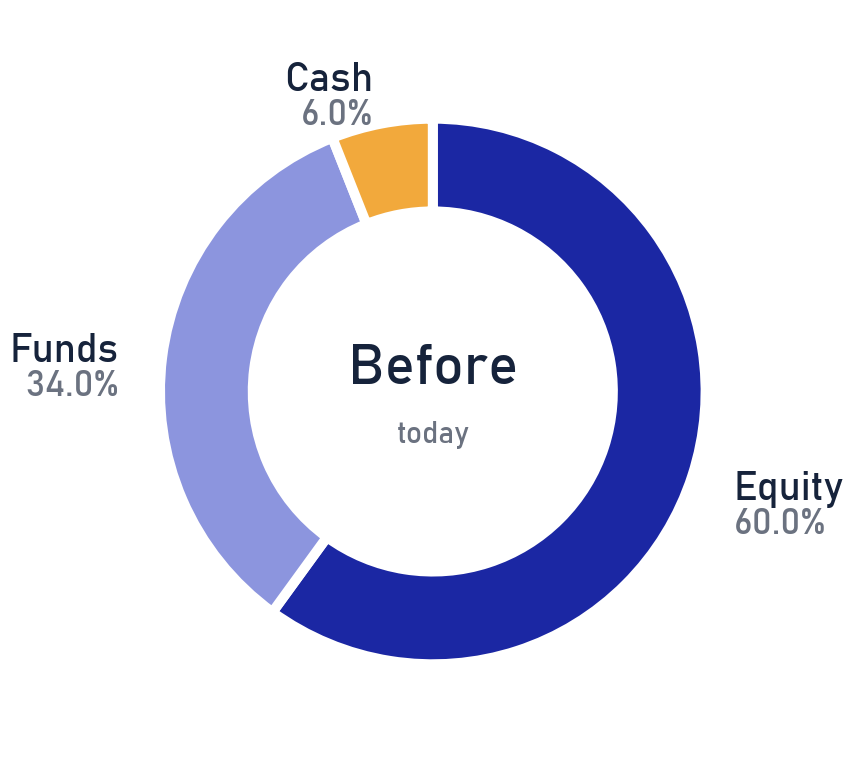 Cash
6.0%
Funds
34.0%
Before
today
Equity
60.0%